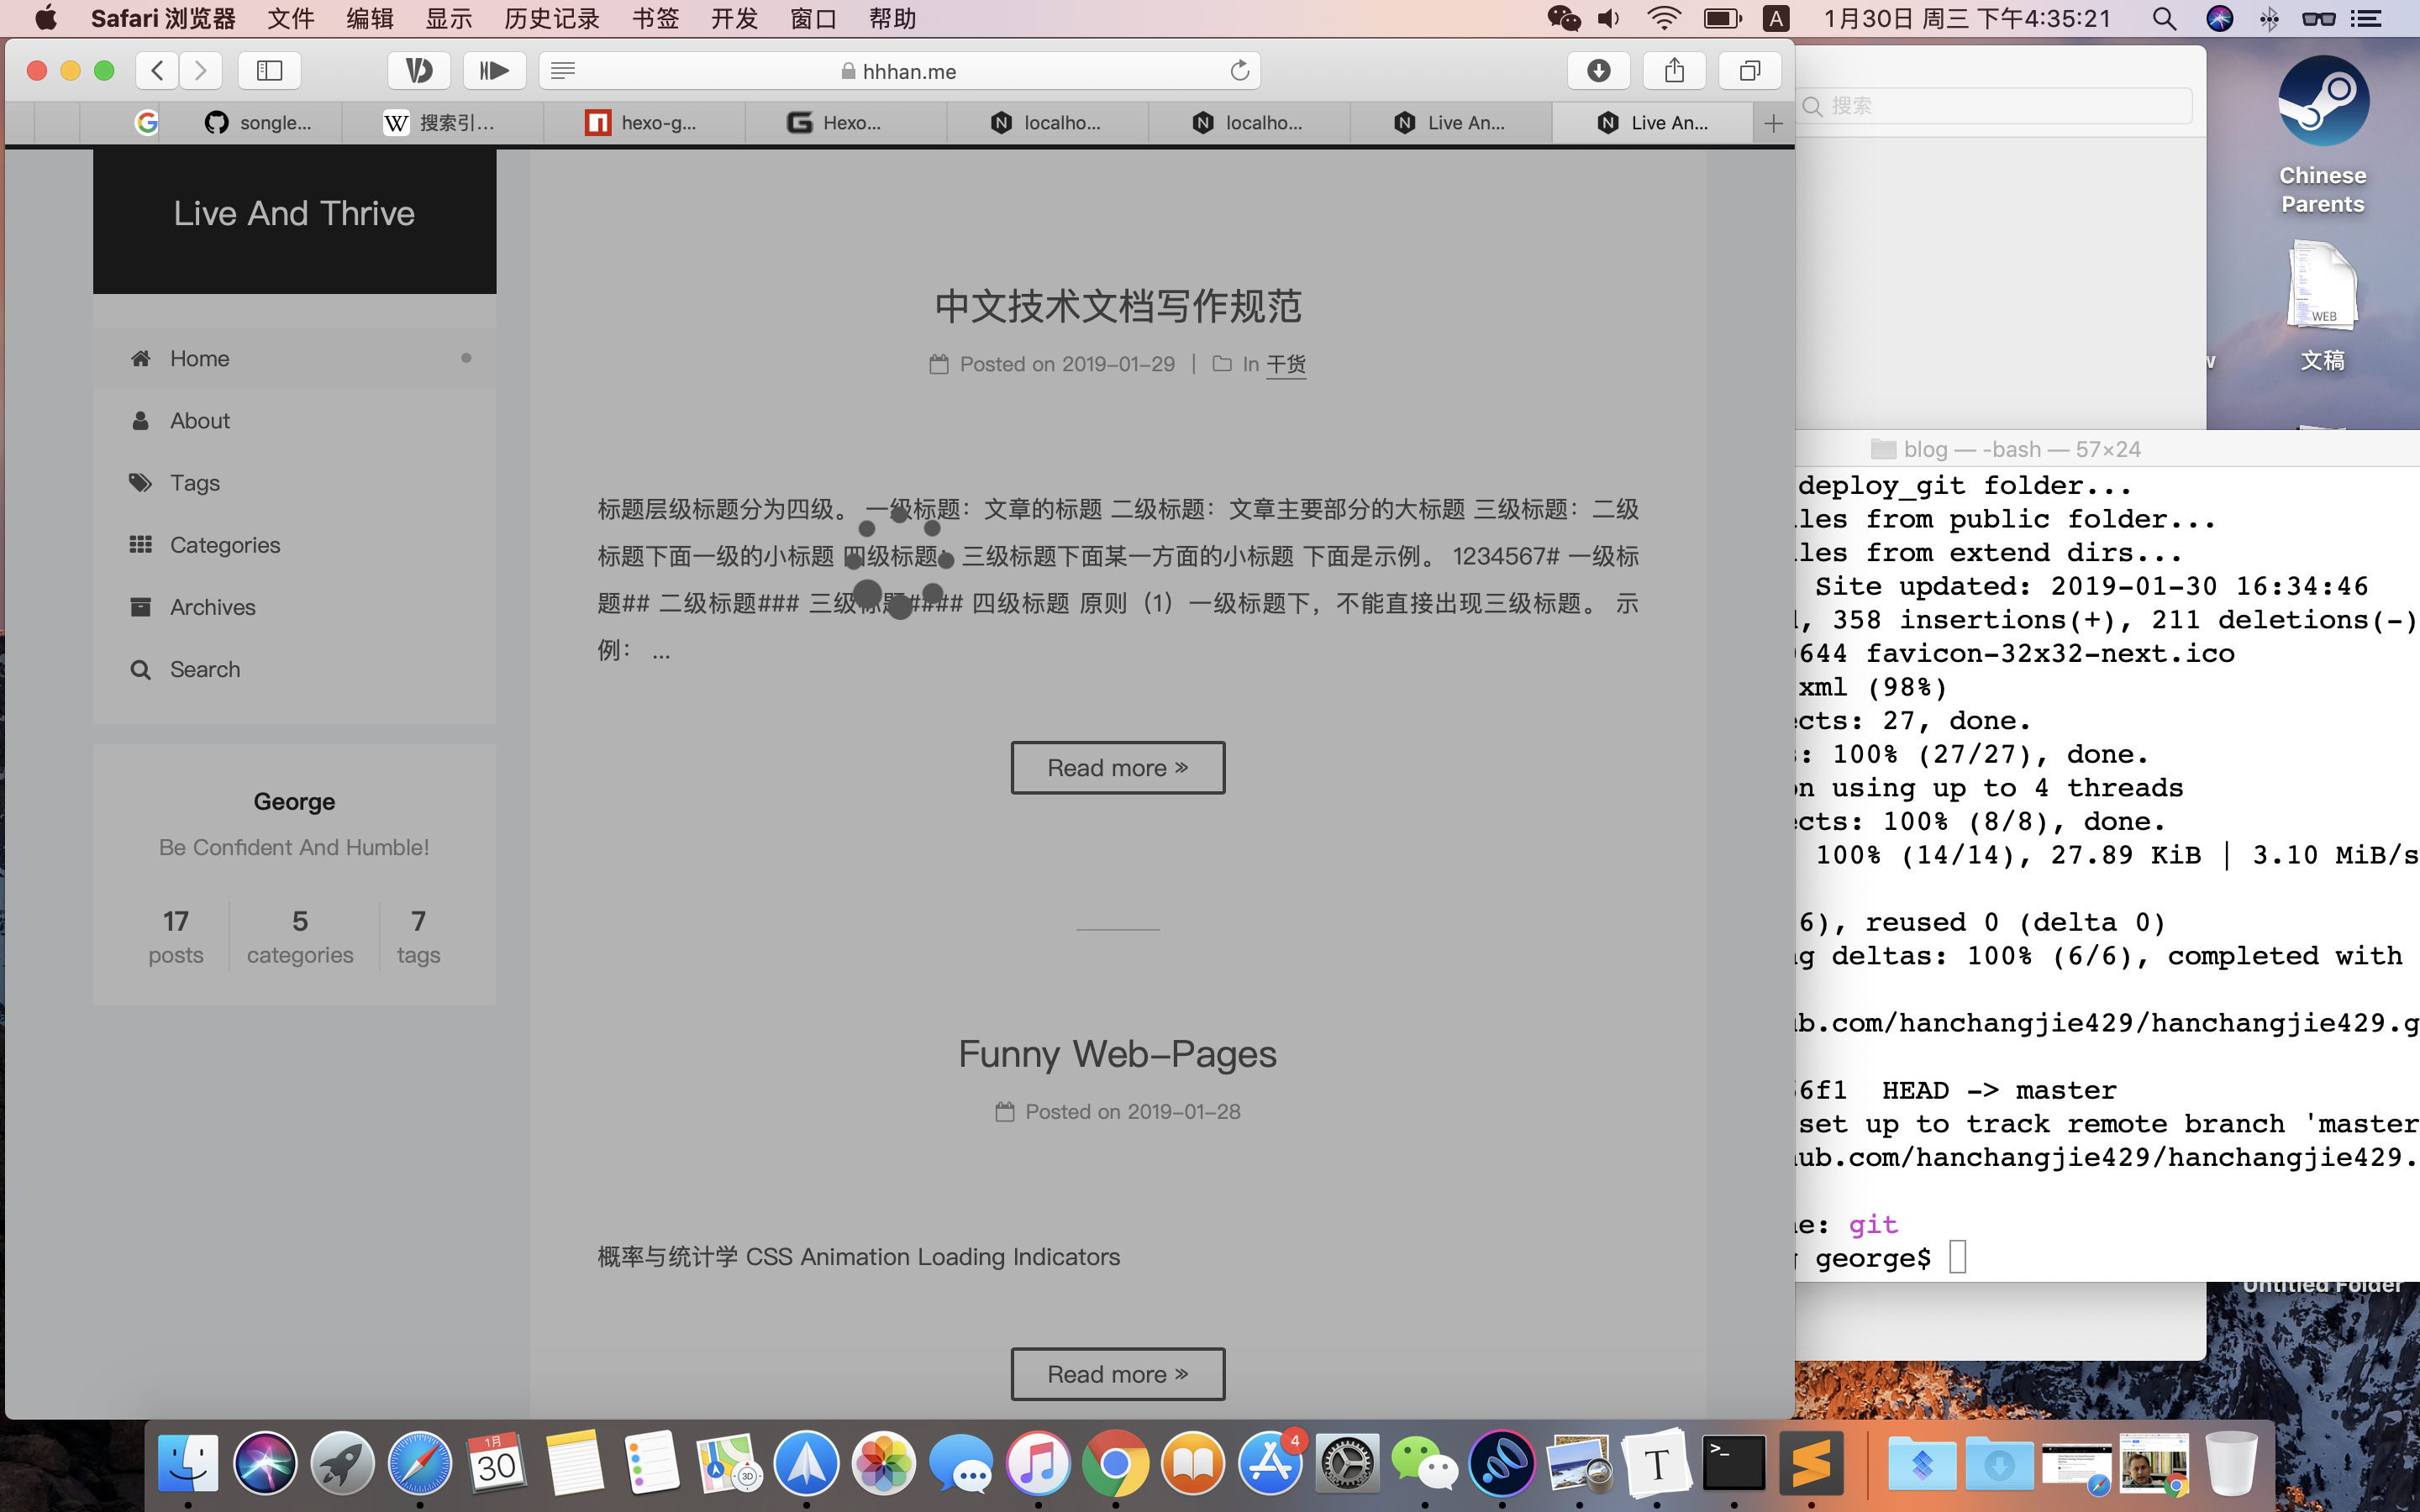 Safari 浏览器 文件 编辑 显示 历史记录 书签 开发 窗口 帮助
A 1月30日 周三 下午4:35:21
hhhan.me
songle... 搜索引... hexo-g... Hexo... localho... localho... Live An... Live An...
搜索
Chinese
Parents
WEB
文稿
Live And Thrive
Home
About
Tags
Categories
Archives
Search
George
Be Confident And Humble!
17 5 7
posts categories tags
中文技术文档写作规范
Posted on 2019-01-29 | In 干货
标题层级标题分为四级。 一级标题：文章的标题 二级标题：文章主要部分的大标题 三级标题：二级
标题下面一级的小标题 四级标题：三级标题下面某一方面的小标题 下面是示例。 1234567# 一级标
题## 二级标题### 三级标题#### 四级标题 原则（1）一级标题下，不能直接出现三级标题。 示
例： ...
Read more »
Funny Web-Pages
Posted on 2019-01-28
概率与统计学 CSS Animation Loading Indicators
Read more »
blog — -bash — 57×24
deploy_git folder...
les from public folder...
les from extend dirs...
Site updated: 2019-01-30 16:34:46
, 358 insertions(+), 211 deletions(-)
644 favicon-32x32-next.ico
xml (98%)
cts: 27, done.
: 100% (27/27), done.
n using up to 4 threads
cts: 100% (8/8), done.
100% (14/14), 27.89 KiB | 3.10 MiB/s
6), reused 0 (delta 0)
g deltas: 100% (6/6), completed with
b.com/hanchangjie429/hanchangjie429.g
6f1 HEAD -> master
set up to track remote branch 'master
ub.com/hanchangjie429/hanchangjie429.
e: git
george$
Untitled Folder
1月
30
3D
4
T
>_